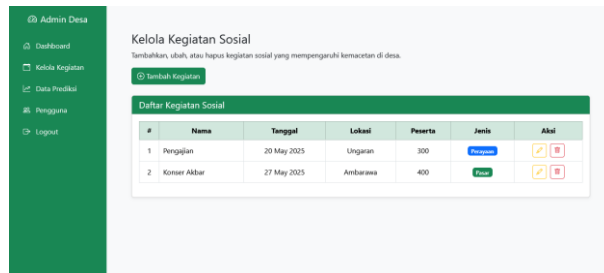 Admin Desa
Dashboard
Kelola Kegiatan
Data Prediksi
Pengguna
Logout
Kelola Kegiatan Sosial
Tambahkan, ubah, atau hapus kegiatan sosial yang mempengaruhi kemacetan di desa.
Tambah Kegiatan
Daftar Kegiatan Sosial
# Nama Tanggal Lokasi Peserta Jenis Aksi
1 Pengajian 20 May 2025 Ungaran 300 Perayaan
2 Konser Akbar 27 May 2025 Ambarawa 400 Pasar